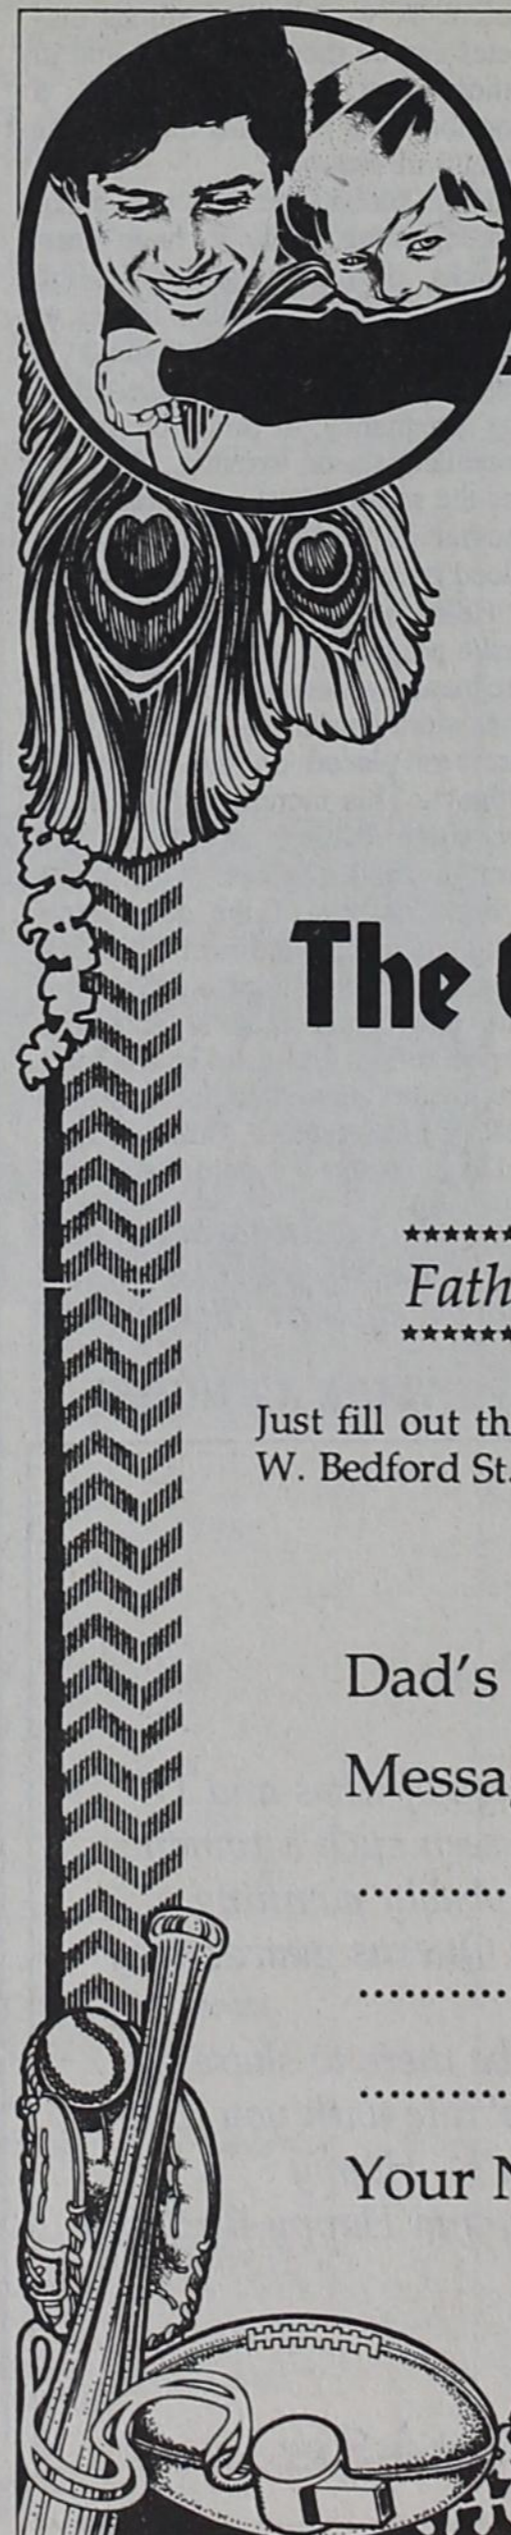 The
★★★★★★
Fath
★★★★★★
Just fill out th
W. Bedford St.
Dad's
Messa
............
............
............
Your N